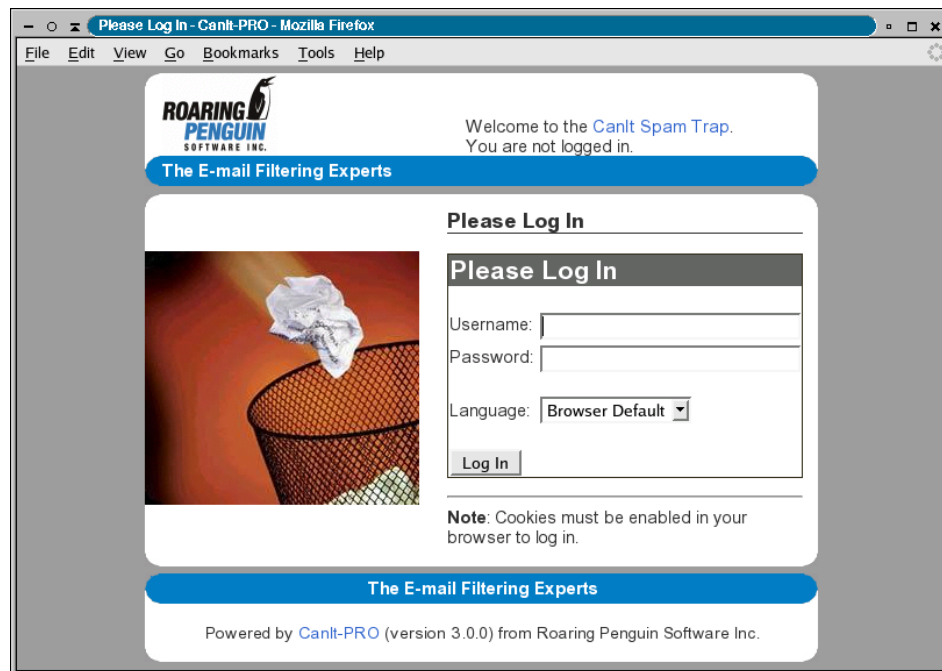 Please Log In - CanIt-PRO - Mozilla Firefox
File Edit View Go Bookmarks Tools Help
ROARING
PENGUIN
SOFTWARE INC.
Welcome to the CanIt Spam Trap.
You are not logged in.
The E-mail Filtering Experts
Please Log In
Please Log In
Username:
Password:
Language: Browser Default
Log In
Note: Cookies must be enabled in your
browser to log in.
The E-mail Filtering Experts
Powered by CanIt-PRO (version 3.0.0) from Roaring Penguin Software Inc.